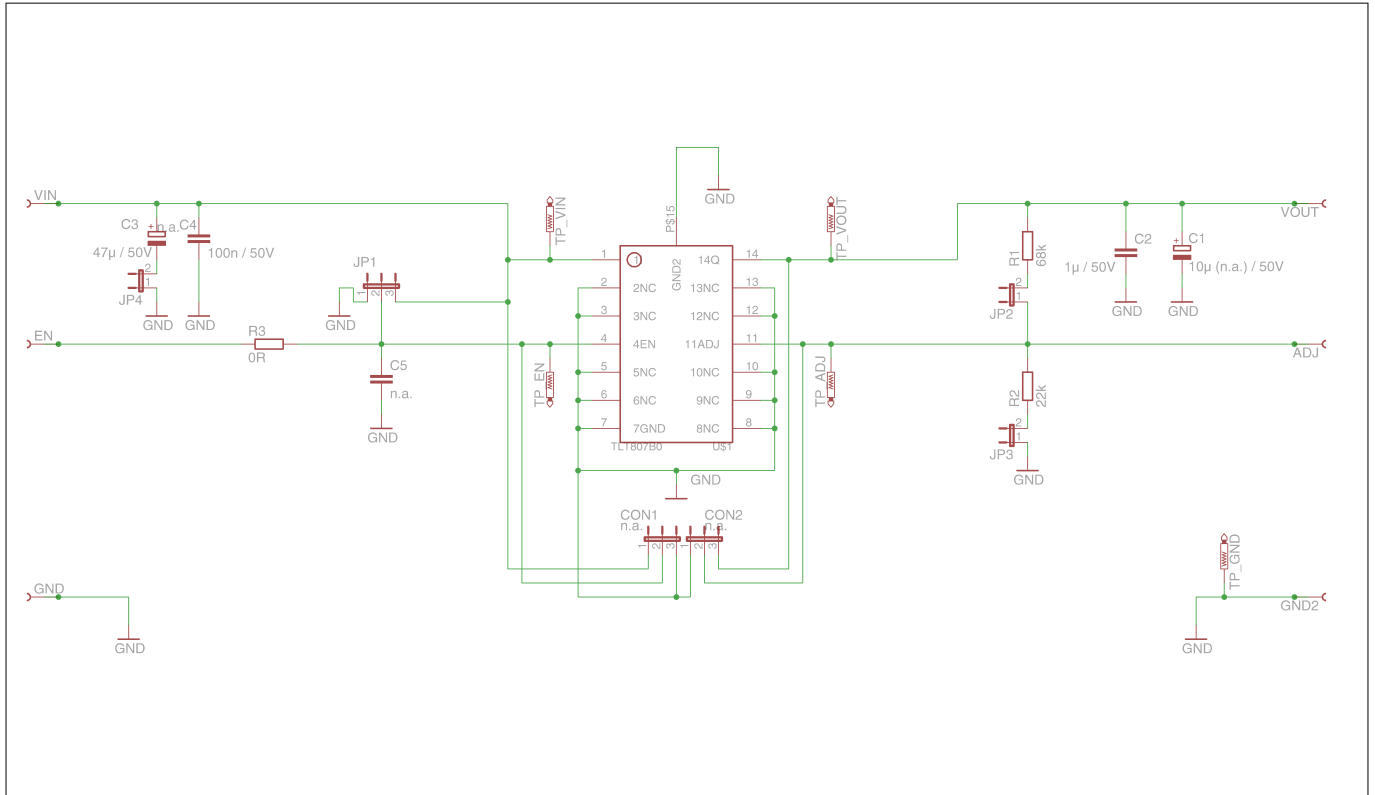 GND
P$15
GND2
VIN
C3
+
n.a.
C4
47µ / 50V
100n / 50V
2
1
JP4
GND
GND
JP1
1
2
3
GND
TP_VIN
TP_VOUT
1
1
2
2NC
3
3NC
4
4EN
5
5NC
6
6NC
7
7GND
14Q
14
13NC
13
12NC
12
11ADJ
11
10NC
10
9NC
9
8NC
8
TLT807B0
U$1
EN
R3
0R
C5
n.a.
GND
TP_EN
TP_ADJ
R1
68k
2
1
JP2
C2
1µ / 50V
GND
+
C1
10µ (n.a.) / 50V
GND
VOUT
ADJ
R2
22k
2
1
JP3
GND
GND
CON1
n.a.
1
2
3
CON2
n.a.
1
2
3
GND
GND
TP_GND
GND2
GND